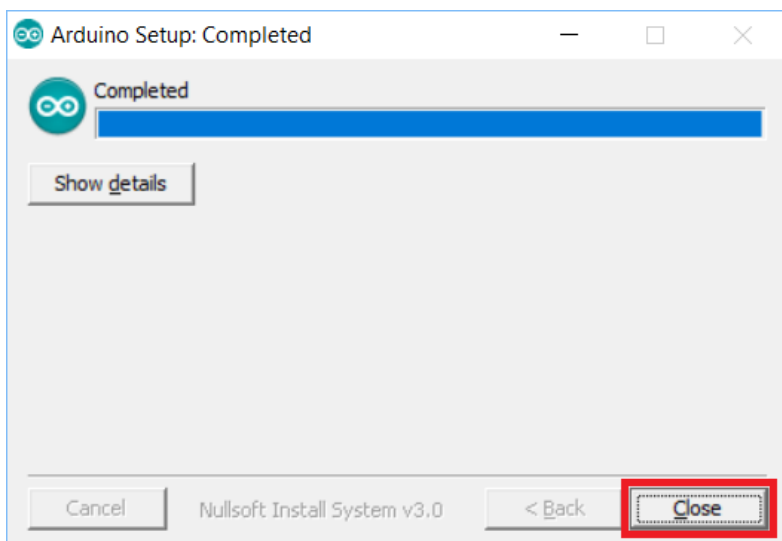 Arduino Setup: Completed
Completed
Show details
Cancel
Nullsoft Install System v3.0
< Back
Close